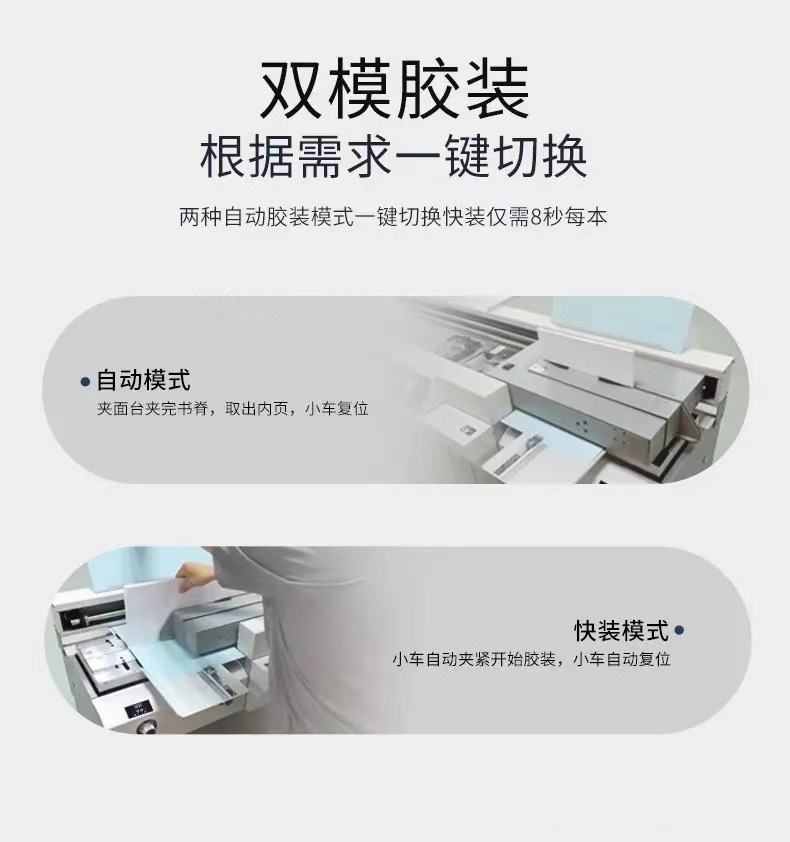 双模胶装
根据需求一键切换
两种自动胶装模式一键切换快装仅需8秒每本
自动模式
夹面台夹完书脊，取出内页，小车复位
快装模式
小车自动夹紧开始胶装，小车自动复位